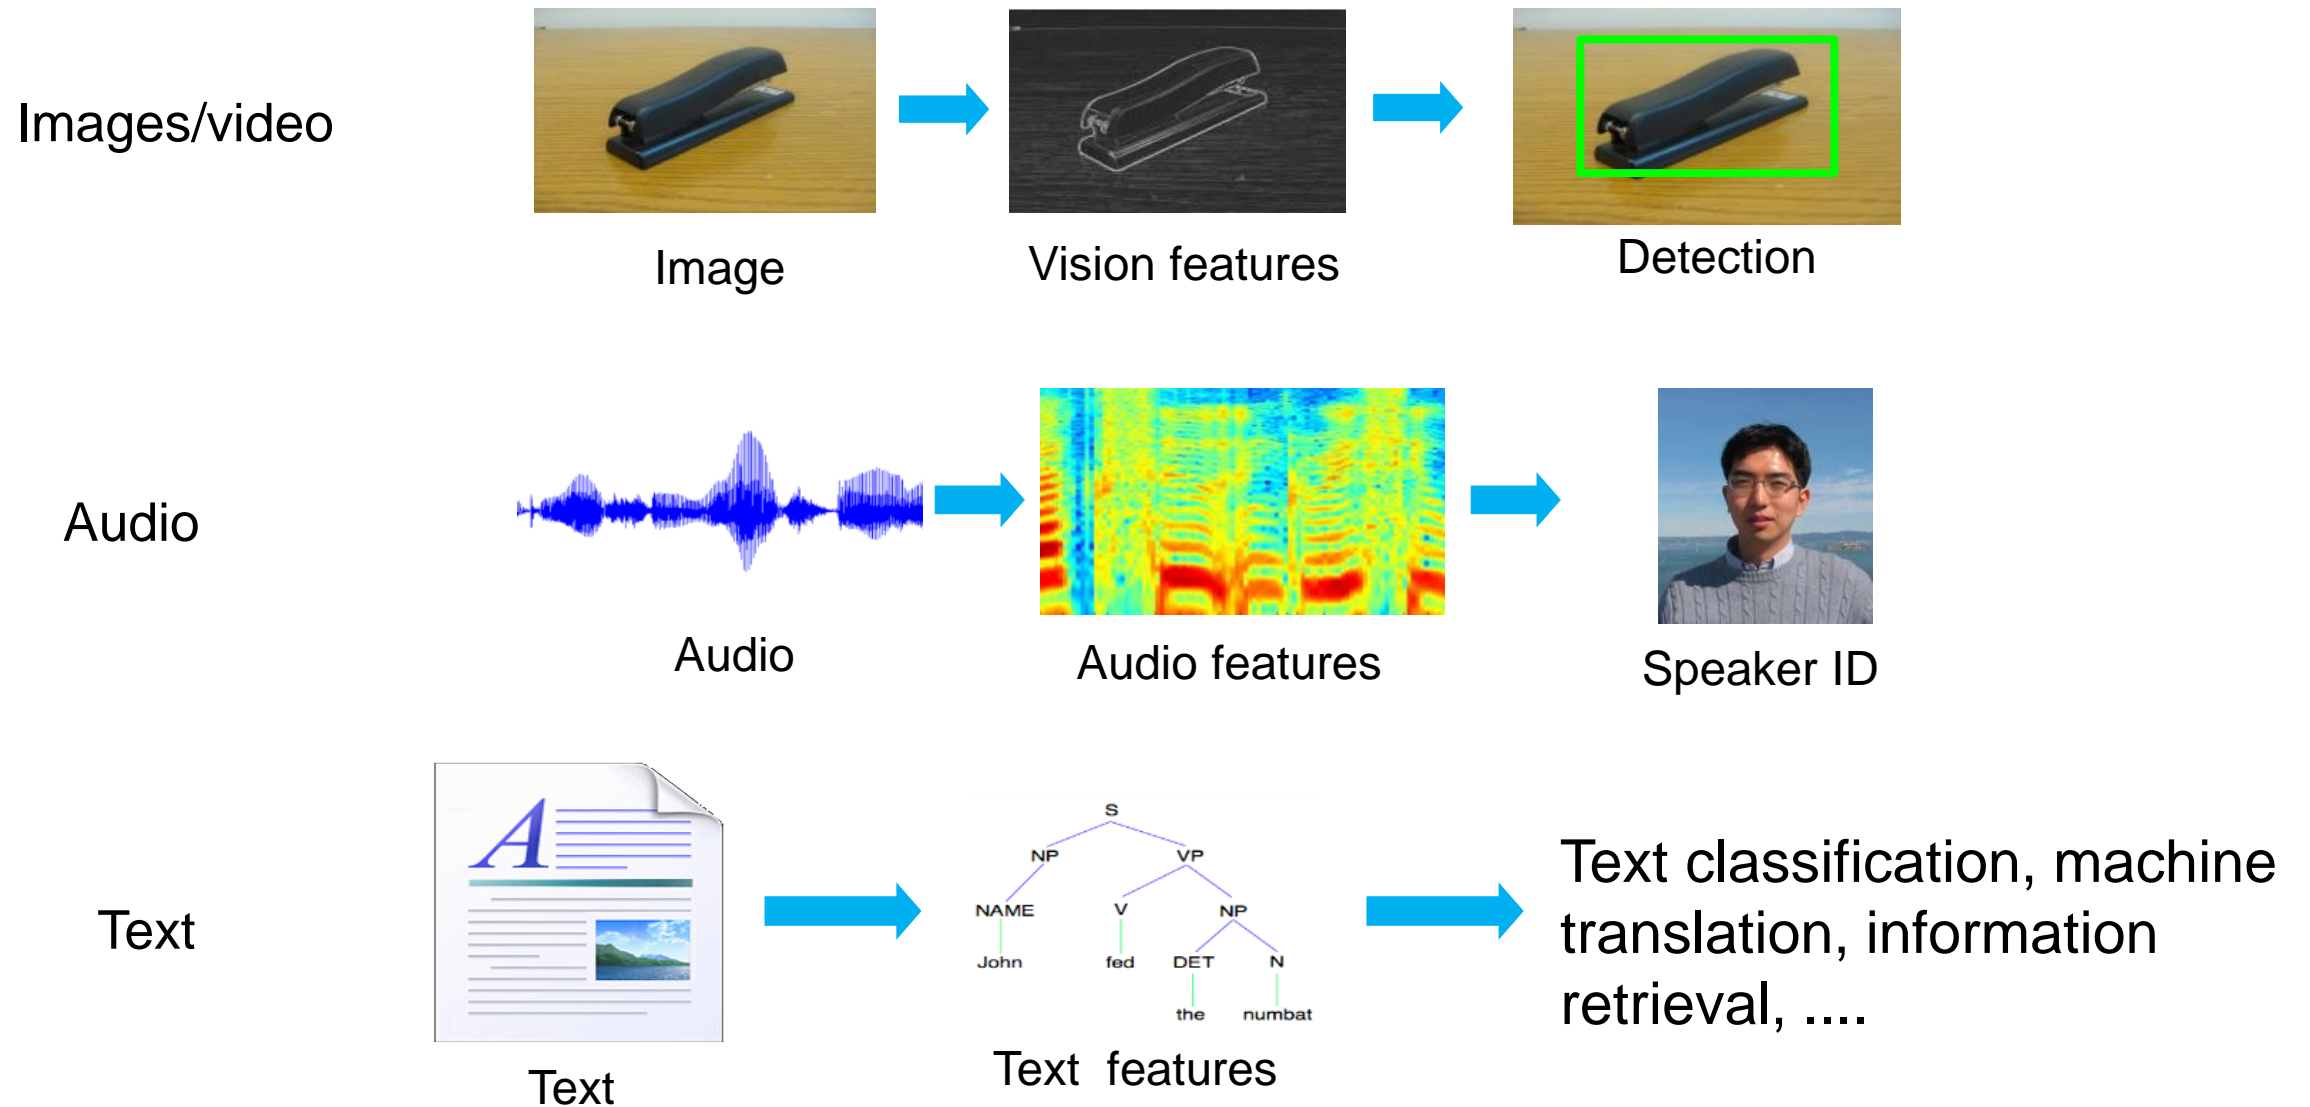 Images/video
Image
Vision features
Detection
Audio
Audio
Audio features
Speaker ID
Text
A
Text
S
NP VP
NAME V NP
John fed DET N
the numbat
Text features
Text classification, machine
translation, information
retrieval, ....